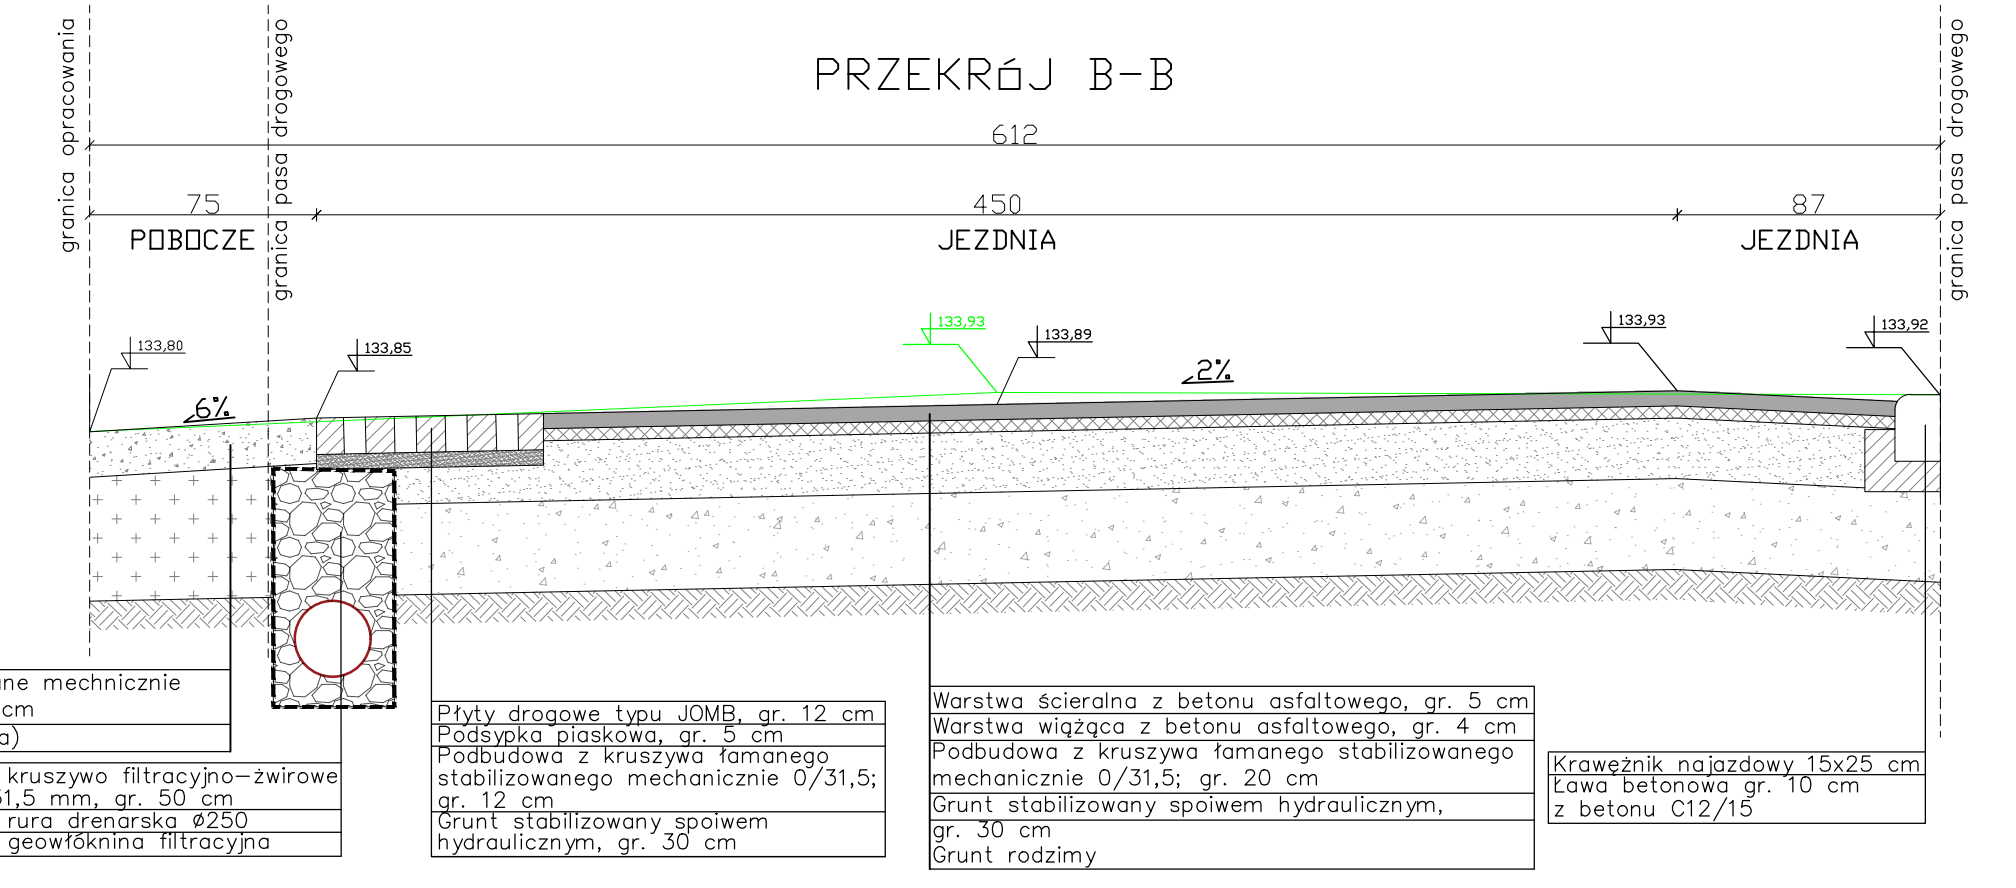 PRZEKRÓJ B-B
granica opracowania
granica pasa drogowego
granica pasa drogowego
612
75
450
87
POBOCZE
JEZDNIA
JEZDNIA
133,80
133,85
133,93
133,89
133,93
133,92
6%
2%
mechnicznie
cm
kruszywo filtracyjno-żwirowe
mm, gr. 50 cm
rura drenarska Ø250
geowłóknina filtracyjna
Płyty drogowe typu JOMB, gr. 12 cm
Podsypka piaskowa, gr. 5 cm
Podbudowa z kruszywa łamanego
stabilizowanego mechanicznie 0/31,5;
gr. 12 cm
Grunt stabilizowany spoiwem
hydraulicznym, gr. 30 cm
Warstwa ścieralna z betonu asfaltowego, gr. 5 cm
Warstwa wiążąca z betonu asfaltowego, gr. 4 cm
Podbudowa z kruszywa łamanego stabilizowanego
mechanicznie 0/31,5; gr. 20 cm
Grunt stabilizowany spoiwem hydraulicznym,
gr. 30 cm
Grunt rodzimy
Krawężnik najazdowy 15x25 cm
Ława betonowa gr. 10 cm
z betonu C12/15